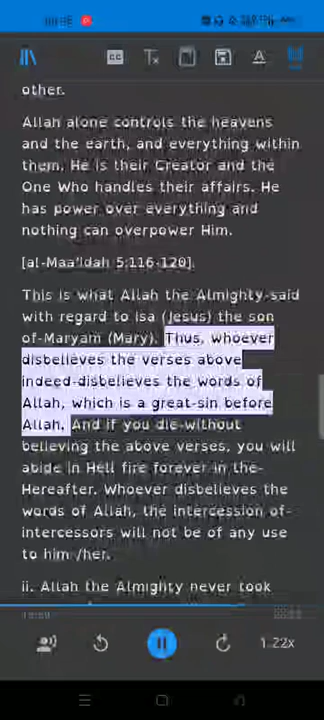 other.
Allah alone controls the heavens
and the earth, and everything within
them. He is their Creator and the
One Who handles their affairs. He
has power over everything and
nothing can overpower Him.
[al-Maa'idah 5:116-120].
This is what Allah the Almighty-said
with regard to Isa (Jesus) the son
of-Maryam (Mary). Thus, whoever
disbelieves the verses above
indeed-disbelieves the words of
Allah, which is a great-sin before
Allah. And if you die-without
believing the above verses, you will
abide in Hell fire forever in the-
Hereafter. Whoever disbelieves the
words of Allah, the intercession of-
intercessors will not be of any use
to him /her.
ii. Allah the Almighty never took
1.22x